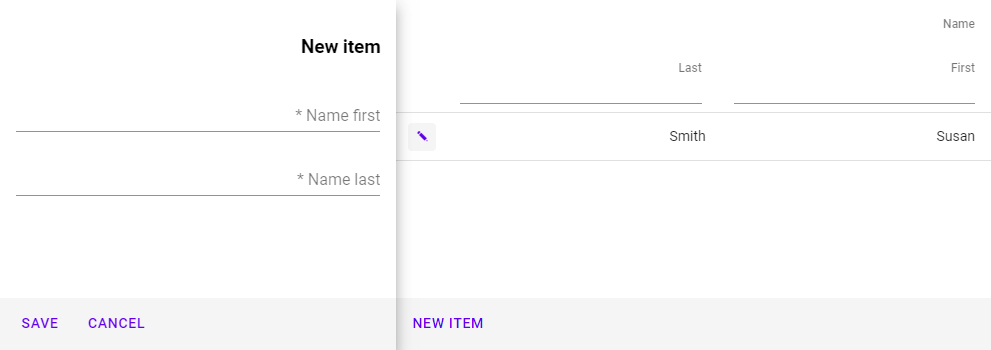 New item
* Name first
* Name last
SAVE CANCEL
Name
Last First
Smith Susan
NEW ITEM